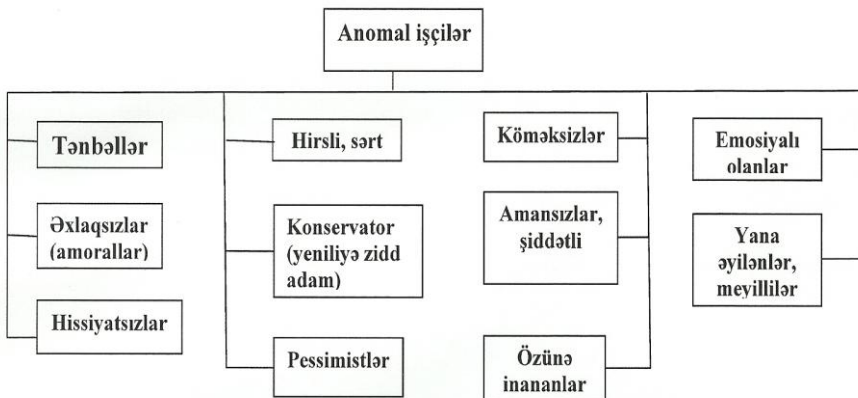 Anomal işçilər
Tənbəllər
Əxlaqsızlar
(amorallar)
Hissiyatsızlar
Hirsli, sərt
Konservator
(yeniliyə zidd
adam)
Pessimistlər
Köməksizlər
Amansızlar,
şiddətli
Özünə
inananlar
Emosiyalı
olanlar
Yana
əyilənlər,
meyillilər